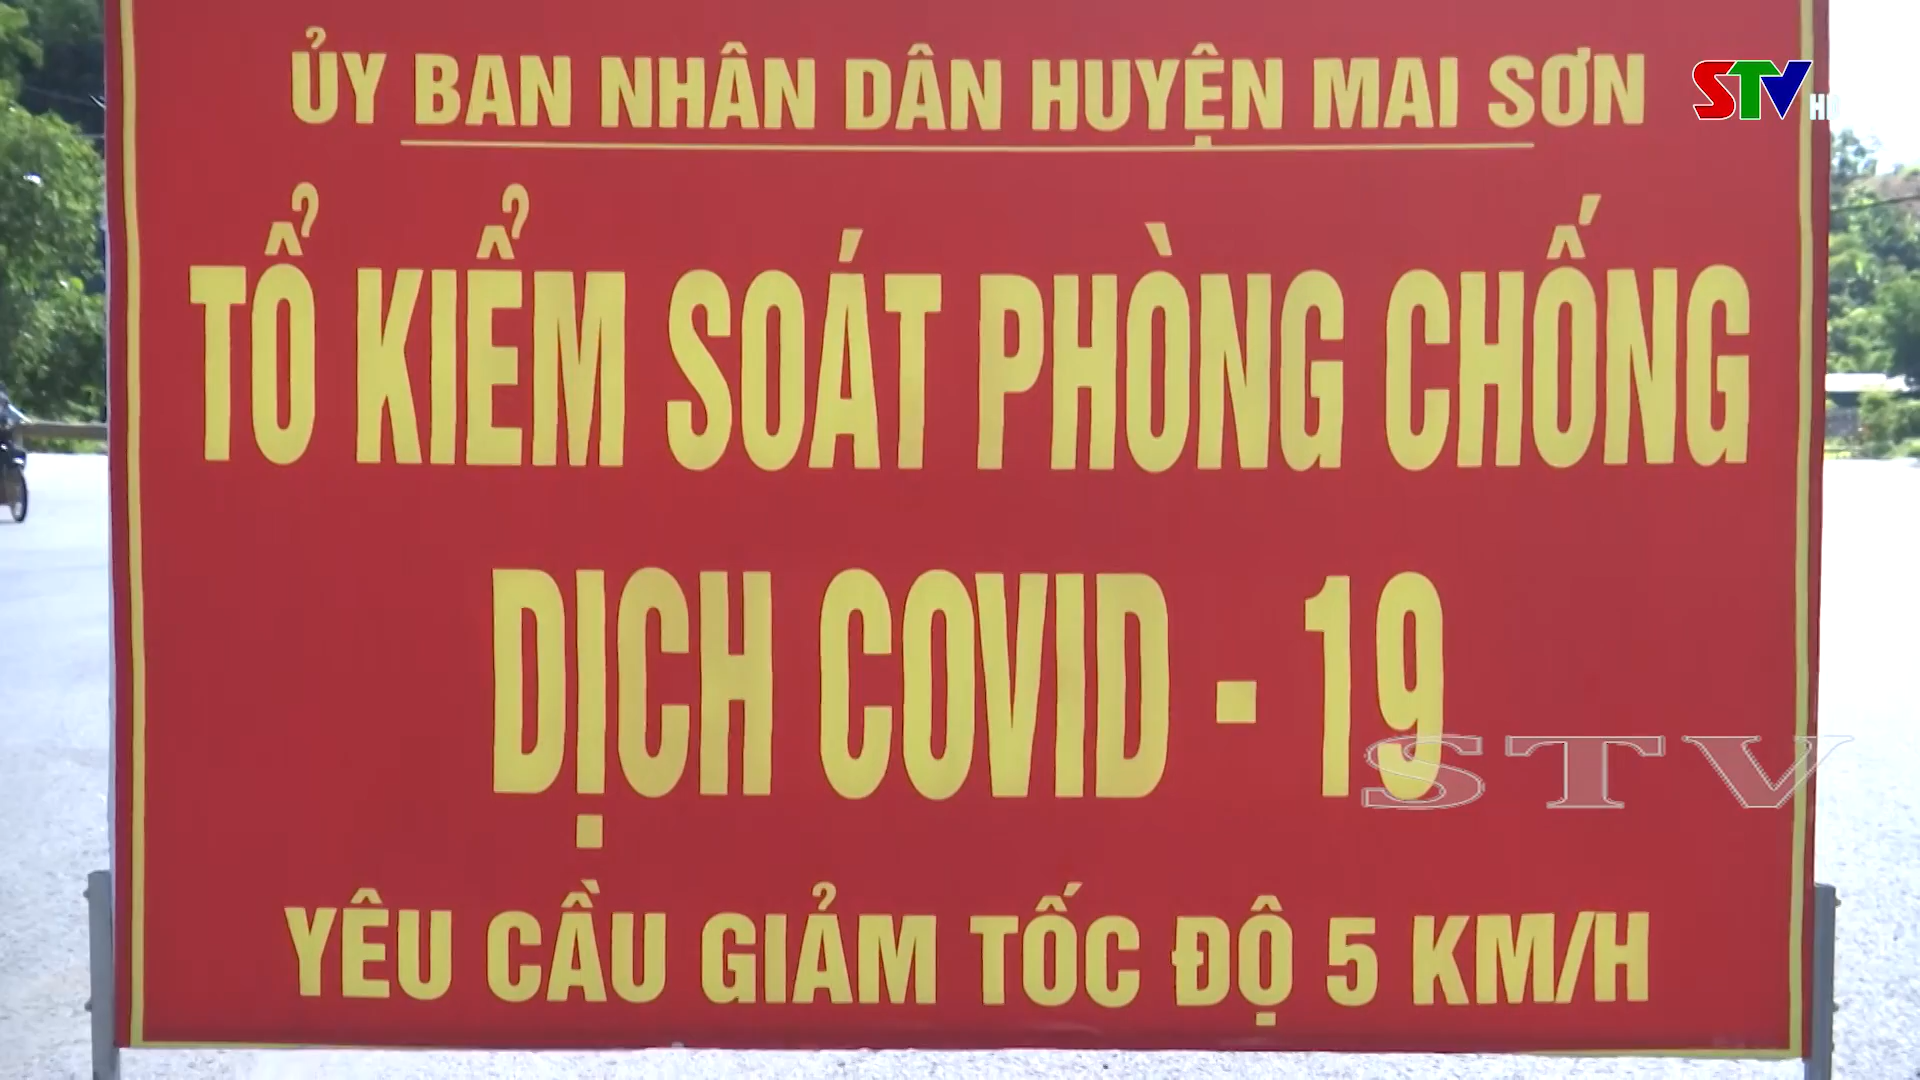 ỦY BAN NHÂN DÂN HUYỆN MAI SƠN
STV HD
TỔ KIỂM SOÁT PHÒNG CHỐNG
DỊCH COVID - 19
STV
YÊU CẦU GIẢM TỐC ĐỘ 5 KM/H